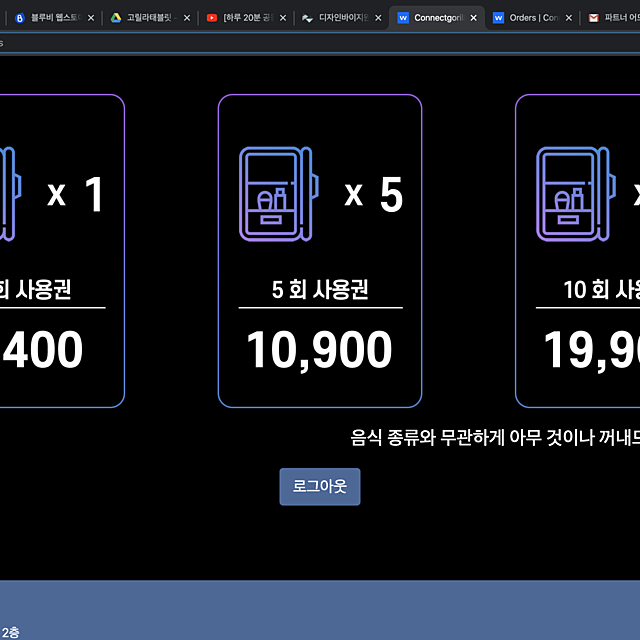 블루비 웹스토
고릴라태블릿 -
[하루 20분 공
디자인바이지
Connectgoril
Orders | Con
파트너 어드
s
x 1
x 5
x
회 사용권
5 회 사용권
10 회 사용
,400
10,900
19,90
음식 종류와 무관하게 아무 것이나 꺼내드
로그아웃
2층